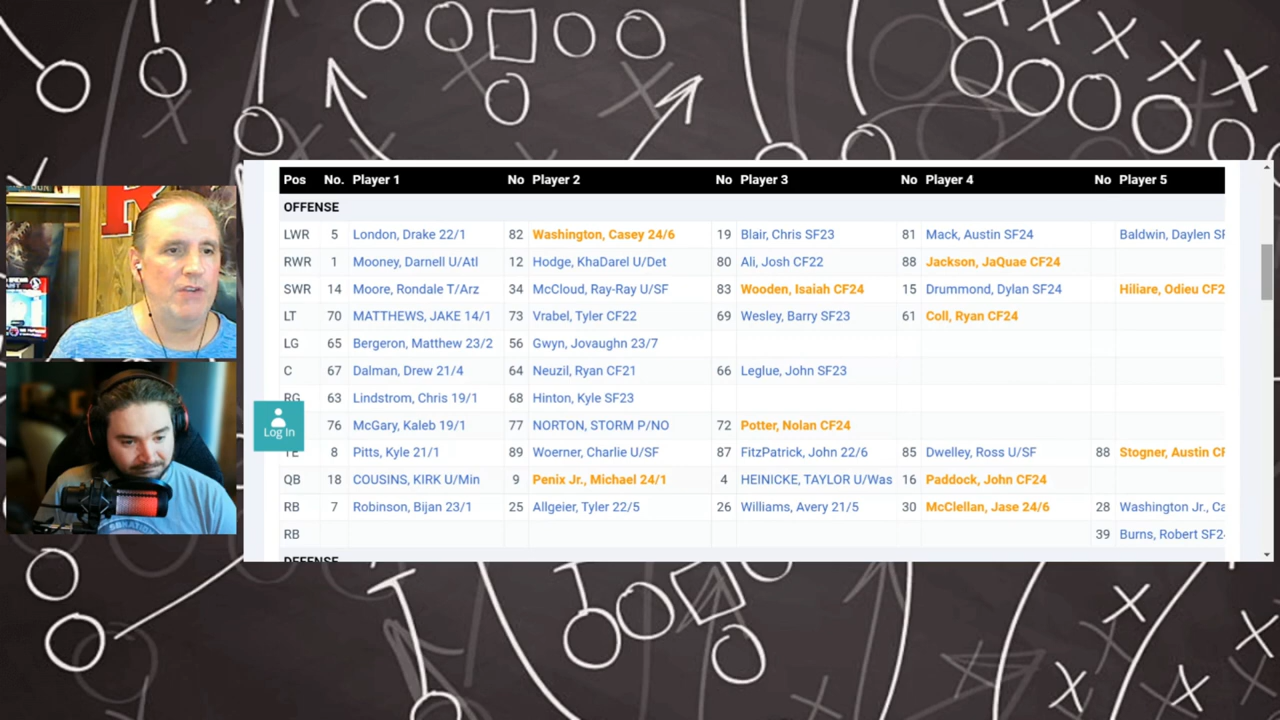 Pos No. Player 1 No Player 2 No Player 3 No Player 4 No Player 5
OFFENSE
LWR 5 London, Drake 22/1 82 Washington, Casey 24/6 19 Blair, Chris SF23 81 Mack, Austin SF24 Baldwin, Daylen SF
RWR 1 Mooney, Darnell U/Atl 12 Hodge, KhaDarel U/Det 80 Ali, Josh CF22 88 Jackson, JaQuae CF24
SWR 14 Moore, Rondale T/Arz 34 McCloud, Ray-Ray U/SF 83 Wooden, Isaiah CF24 15 Drummond, Dylan SF24 Hiliare, Odieu CF2
LT 70 MATTHEWS, JAKE 14/1 73 Vrabel, Tyler CF22 69 Wesley, Barry SF23 61 Coll, Ryan CF24
LG 65 Bergeron, Matthew 23/2 56 Gwyn, Jovaughn 23/7
C 67 Dalman, Drew 21/4 64 Neuzil, Ryan CF21 66 Leglue, John SF23
RG 63 Lindstrom, Chris 19/1 68 Hinton, Kyle SF23
76 McGary, Kaleb 19/1 77 NORTON, STORM P/NO 72 Potter, Nolan CF24
Log In
TE 8 Pitts, Kyle 21/1 89 Woerner, Charlie U/SF 87 FitzPatrick, John 22/6 85 Dwelley, Ross U/SF 88 Stogner, Austin CF
QB 18 COUSINS, KIRK U/Min 9 Penix Jr., Michael 24/1 4 HEINICKE, TAYLOR U/Was 16 Paddock, John CF24
RB 7 Robinson, Bijan 23/1 25 Allgeier, Tyler 22/5 26 Williams, Avery 21/5 30 McClellan, Jase 24/6 28 Washington Jr., Ca
RB 39 Burns, Robert SF2
DEFENSE
R